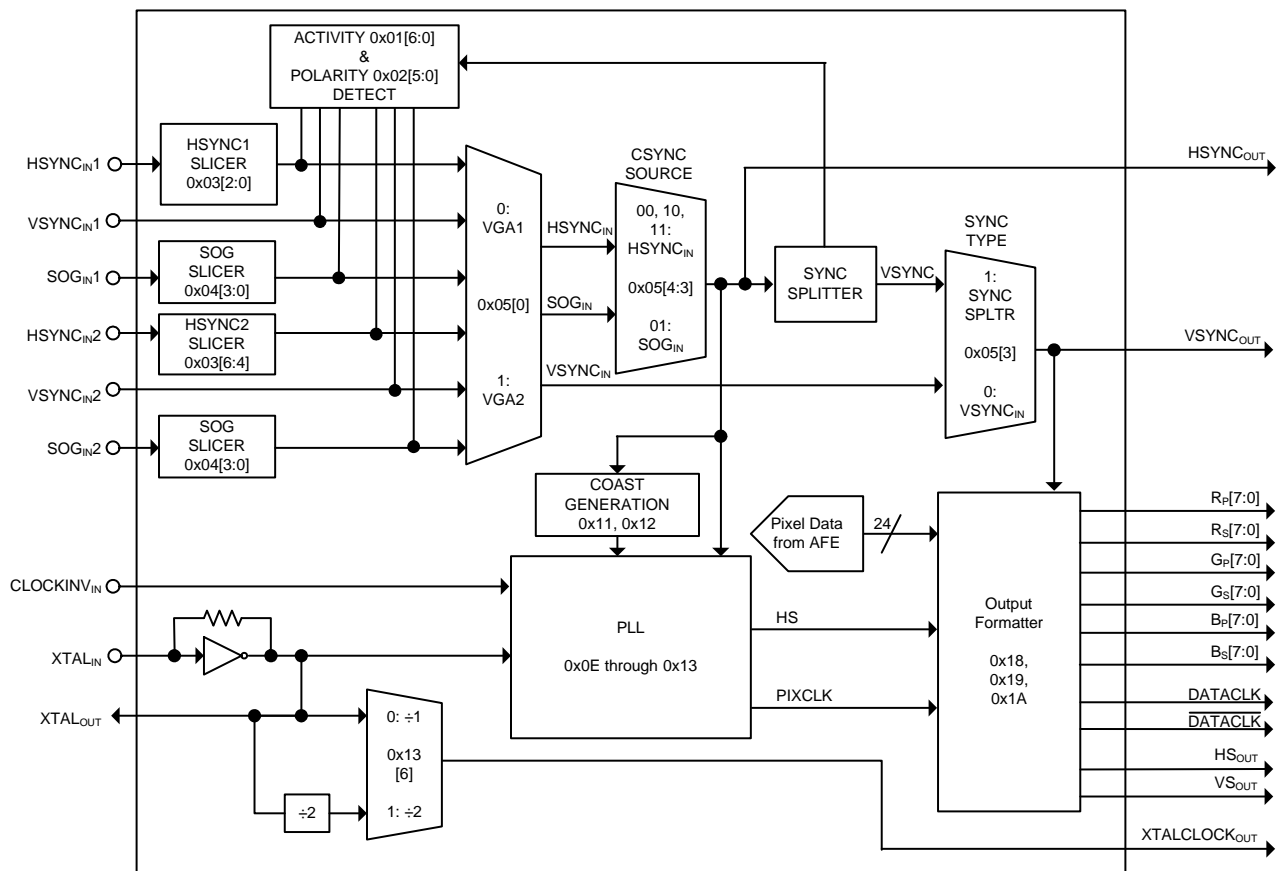 ACTIVITY 0x01[6:0]
&
POLARITY 0x02[5:0]
DETECT
HSYNCIN1
HSYNC1
SLICER
0x03[2:0]
VSYNCIN1
SOGIN1
SOG
SLICER
0x04[3:0]
HSYNCIN2
HSYNC2
SLICER
0x03[6:4]
VSYNCIN2
SOGIN2
SOG
SLICER
0x04[3:0]
0:
VGA1
0x05[0]
1:
VGA2
HSYNCIN
SOGIN
VSYNCIN
CSYNC
SOURCE
00, 10,
11:
HSYNCIN
0x05[4:3]
01:
SOGIN
SYNC
SPLITTER
VSYNC
SYNC
TYPE
1:
SYNC
SPLTR
0x05[3]
0:
VSYNCIN
HSYNCOUT
VSYNCOUT
COAST
GENERATION
0x11, 0x12
Pixel Data
from AFE
24
CLOCKINVIN
XTALIN
XTALOUT
PLL
0x0E through 0x13
HS
PIXCLK
÷2
0: ÷1
0x13
[6]
1: ÷2
Output
Formatter
0x18,
0x19,
0x1A
RP[7:0]
RS[7:0]
GP[7:0]
GS[7:0]
BP[7:0]
BS[7:0]
DATACLK
DATACLK
HSOUT
VSOUT
XTALCLOCKOUT